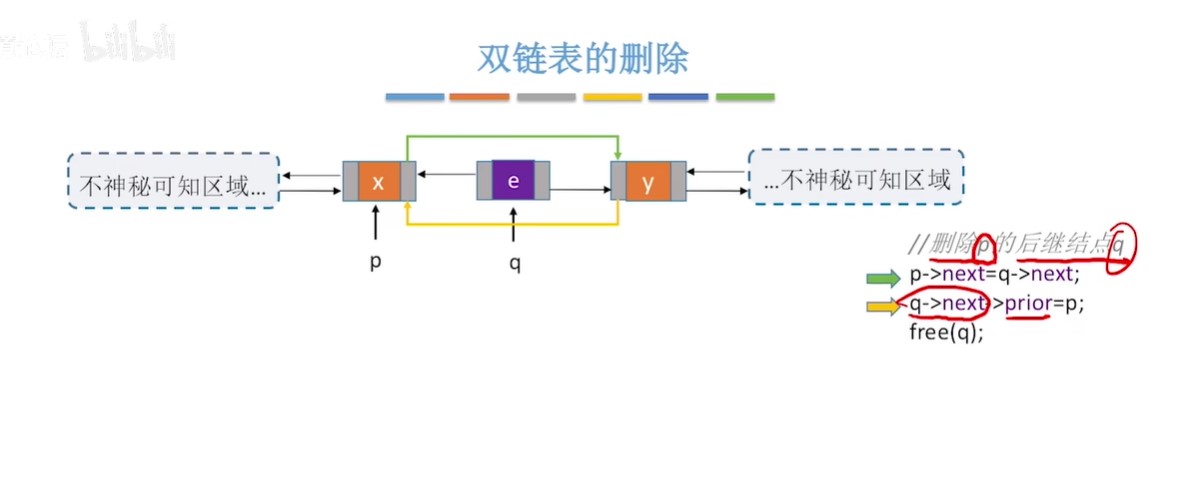 bilibili
双链表的删除
不神秘可知区域...
x
e
y
...不神秘可知区域
p
q
//删除p的后继结点q
p->next=q->next;
q->next->prior=p;
free(q);